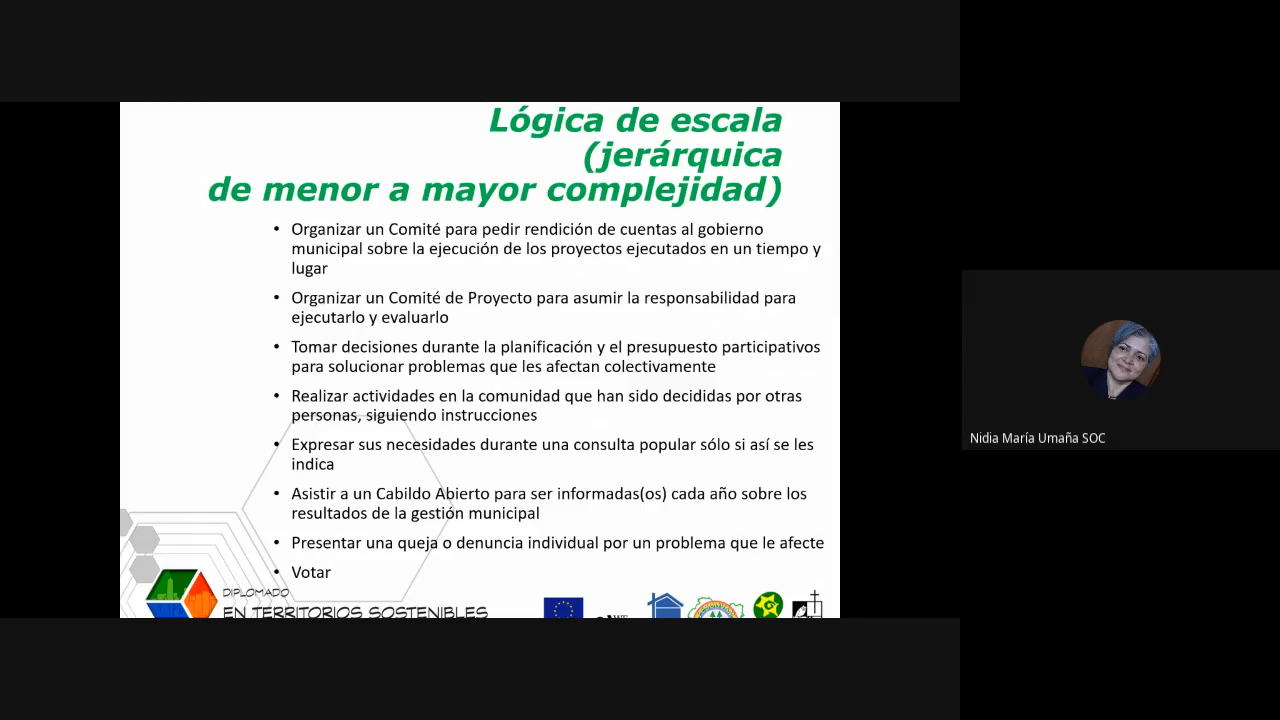 Lógica de escala
(jerárquica
de menor a mayor complejidad)
• Organizar un Comité para pedir rendición de cuentas al gobierno
municipal sobre la ejecución de los proyectos ejecutados en un tiempo y
lugar
• Organizar un Comité de Proyecto para asumir la responsabilidad para
ejecutarlo y evaluarlo
• Tomar decisiones durante la planificación y el presupuesto participativos
para solucionar problemas que les afectan colectivamente
• Realizar actividades en la comunidad que han sido decididas por otras
personas, siguiendo instrucciones
• Expresar sus necesidades durante una consulta popular sólo si así se les
indica
• Asistir a un Cabildo Abierto para ser informadas(os) cada año sobre los
resultados de la gestión municipal
• Presentar una queja o denuncia individual por un problema que le afecte
• Votar
DIPLOMADO
EN TERRITORIOS SOSTENIBLES
Nidia María Umaña SOC